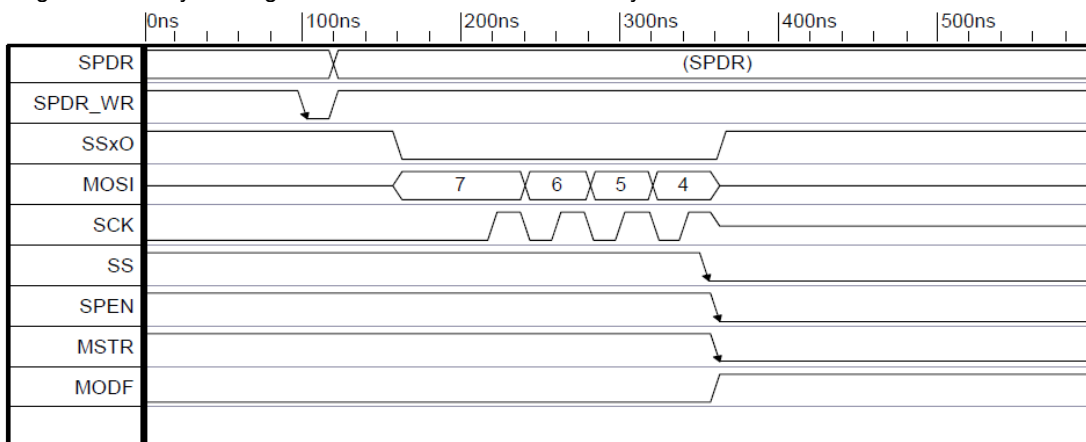 0ns 100ns 200ns 300ns 400ns 500ns
SPDR (SPDR)
SPDR_WR
SSxO
MOSI 7 6 5 4
SCK
SS
SPEN
MSTR
MODF